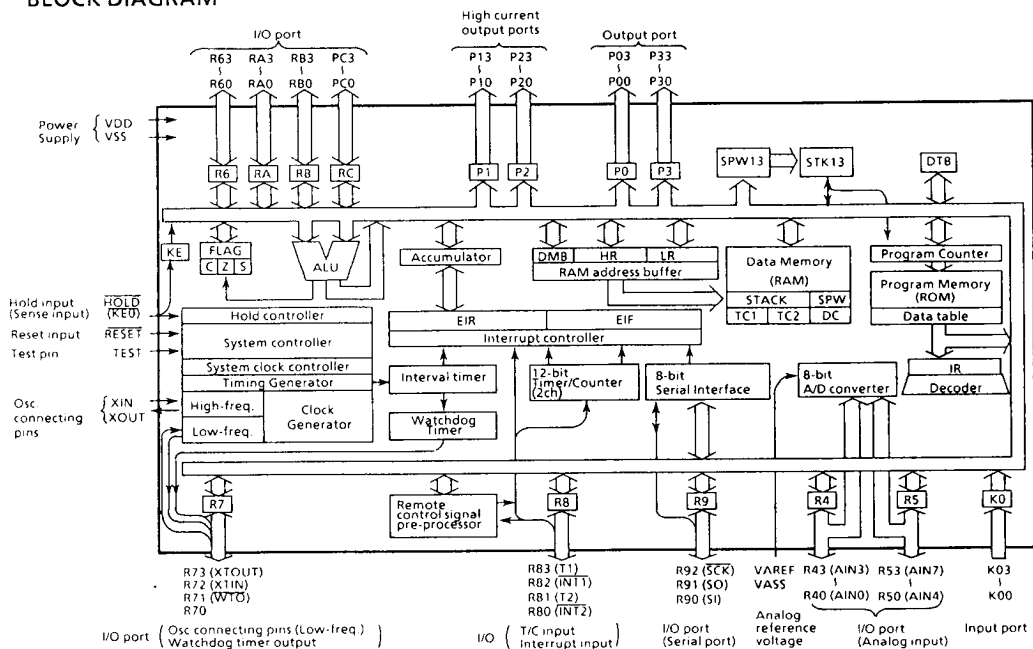 BLOCK DIAGRAM
I/O port
High current
output ports
Output port
R63 RA3 RB3 PC3 P13 P23 P03 P33
~ ~ ~ ~ ~ ~ ~ ~
R60 RA0 RB0 PC0 P10 P20 P00 P30
Power
Supply
VDD
VSS
R6 RA RB RC P1 P2 P0 P3
SPW13
STK13
DTB
KE
FLAG
C Z S
ALU
Accumulator
DMB HR LR
RAM address buffer
Data Memory
(RAM)
STACK SPW
TC1 TC2 DC
Program Counter
Program Memory
(ROM)
Data table
IR
Decoder
Hold input
(Sense input)
HOLD
(KE0)
Reset input RESET
Test pin TEST
Osc.
connecting
pins
XIN
XOUT
Hold controller
System controller
System clock controller
Timing Generator
High-freq.
Low-freq.
Clock
Generator
EIR EIF
Interrupt controller
Interval timer
Watchdog
Timer
12-bit
Timer/Counter
(2ch)
8-bit
Serial Interface
8-bit
A/D converter
R7
Remote
control signal
pre-processor
R8 R9 R4 R5 K0
R73 (XTOUT)
R72 (XTIN)
R71 (WTO)
R70
R83 (T1)
R82 (INT1)
R81 (T2)
R80 (INT2)
R92 (SCK)
R91 (SO)
R90 (SI)
VAREF
VASS
R43 (AIN3)
~
R40 (AIN0)
R53 (AIN7)
~
R50 (AIN4)
K03
~
K00
I/O port (Osc connecting pins (Low-freq.)
Watchdog timer output)
I/O (T/C input
Interrupt input)
I/O port
(Serial port)
Analog
reference
voltage
I/O port
(Analog input)
Input port